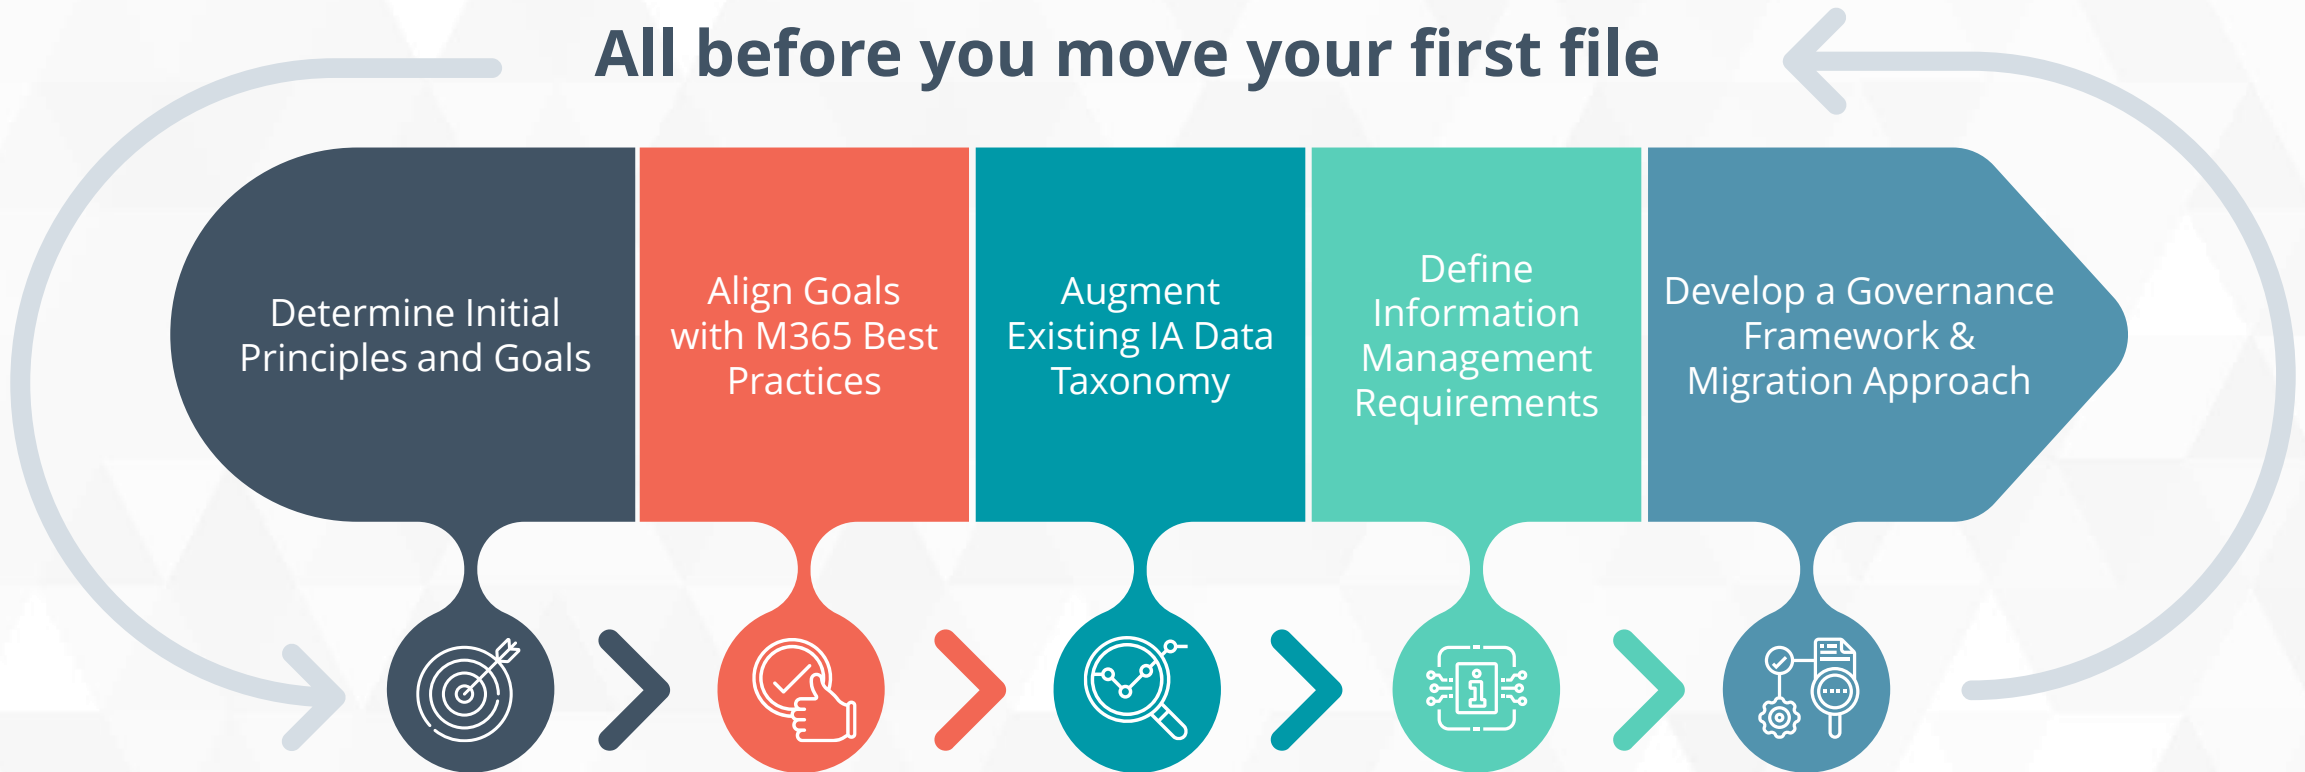 All before you move your first file
Determine Initial
Principles and Goals
Align Goals
with M365 Best
Practices
Augment
Existing IA Data
Taxonomy
Define
Information
Management
Requirements
Develop a Governance
Framework &
Migration Approach